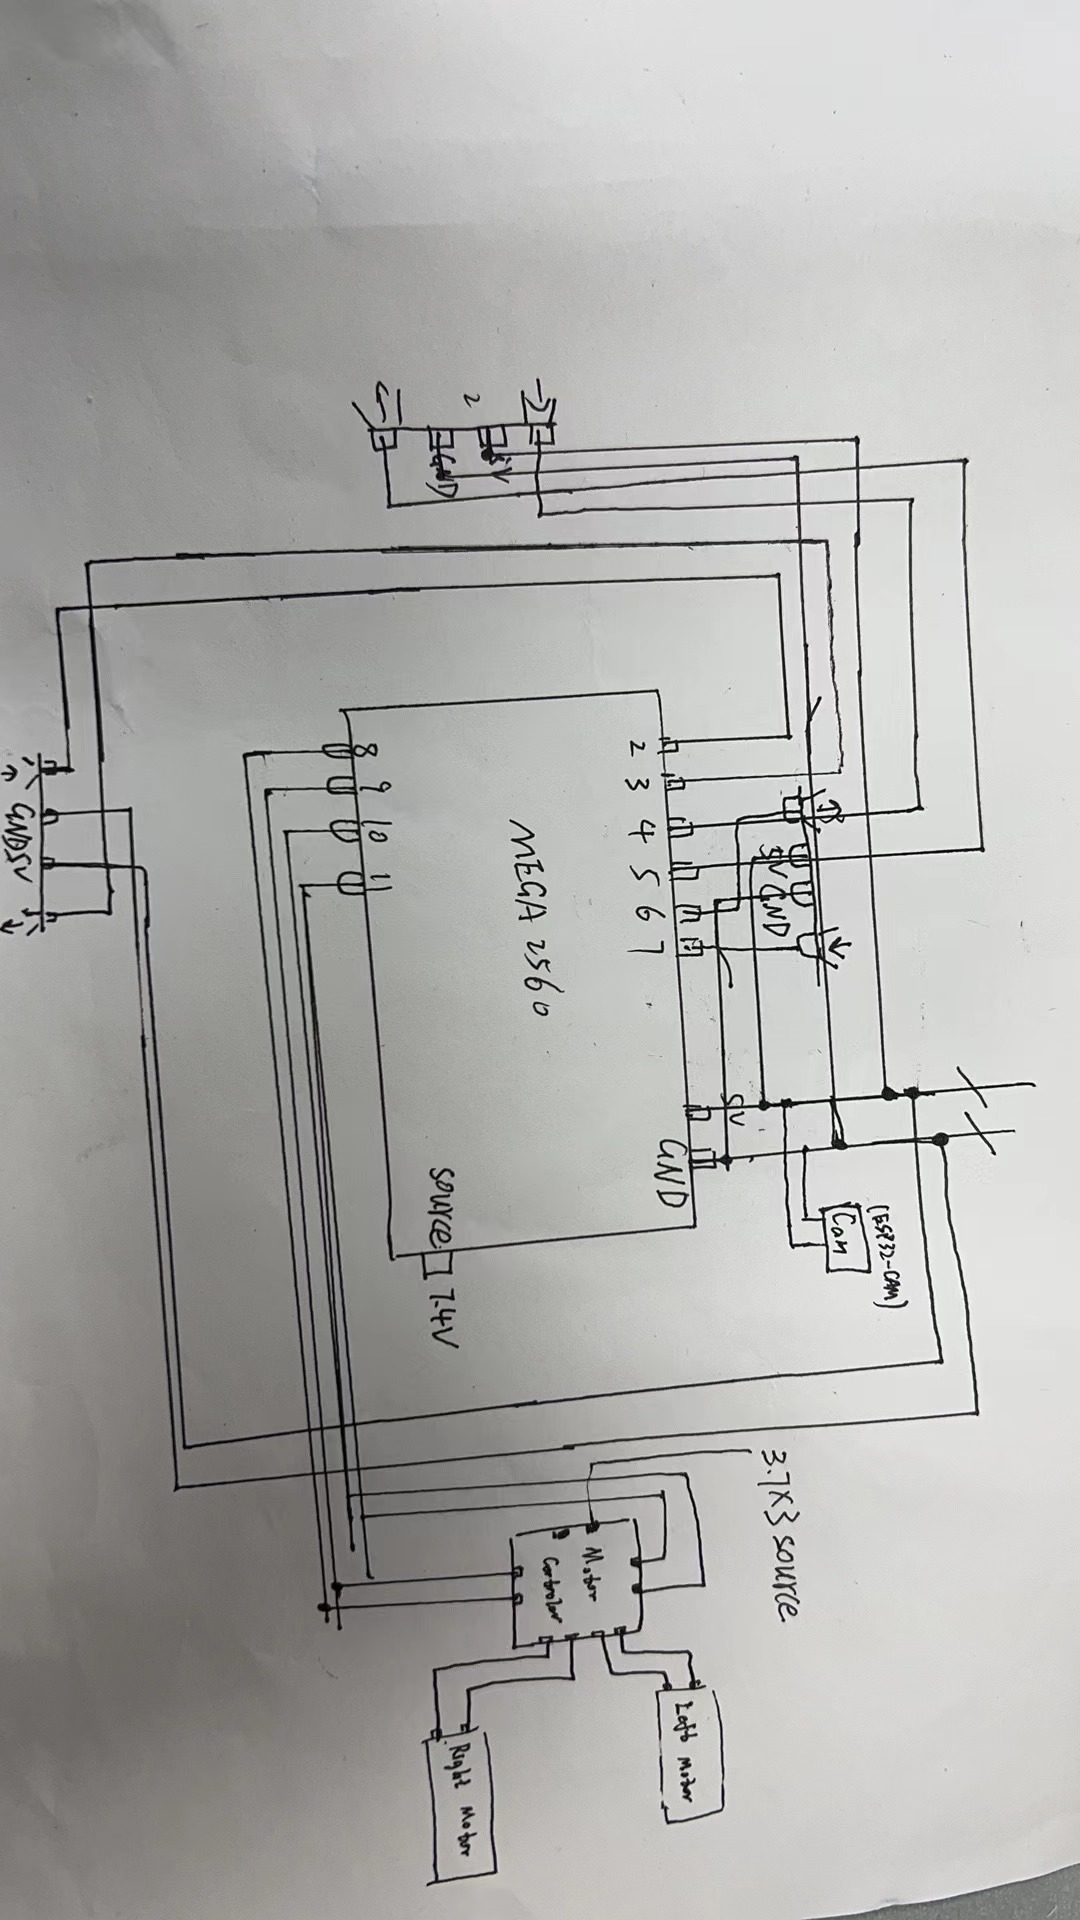 2
GND
5V
2
3
4
5
6
7
5V
GND
8
9
10
11
MEGA 2560
GND 5V
5V
GND
source
7.4V
Cam
(ESP32-CAM)
3.7X3 source
Motor
Controler
Left Motor
Right Motor